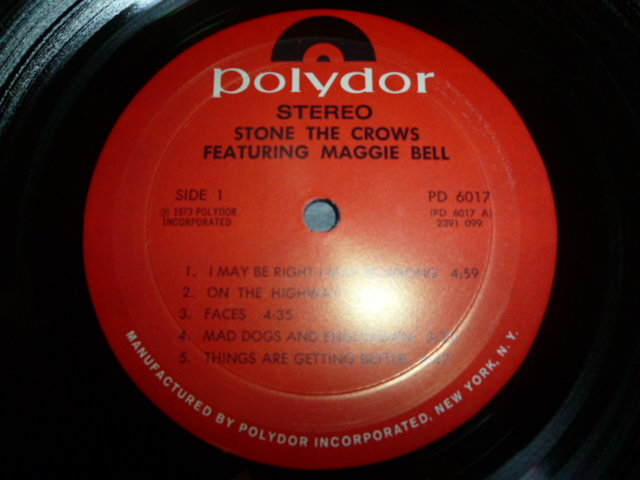 polydor
STEREO
STONE THE CROWS
FEATURING MAGGIE BELL
SIDE 1
℗ 1973 POLYDOR
INCORPORATED
PD 6017
(PD 6017 A)
2391 099
1. I MAY BE RIGHT I MAY BE WRONG 4:59
2. ON THE HIGHWAY
3. FACES 4:35
4. MAD DOGS AND ENGLISHMEN
5. THINGS ARE GETTING BETTER
MANUFACTURED BY POLYDOR INCORPORATED, NEW YORK, N. Y.